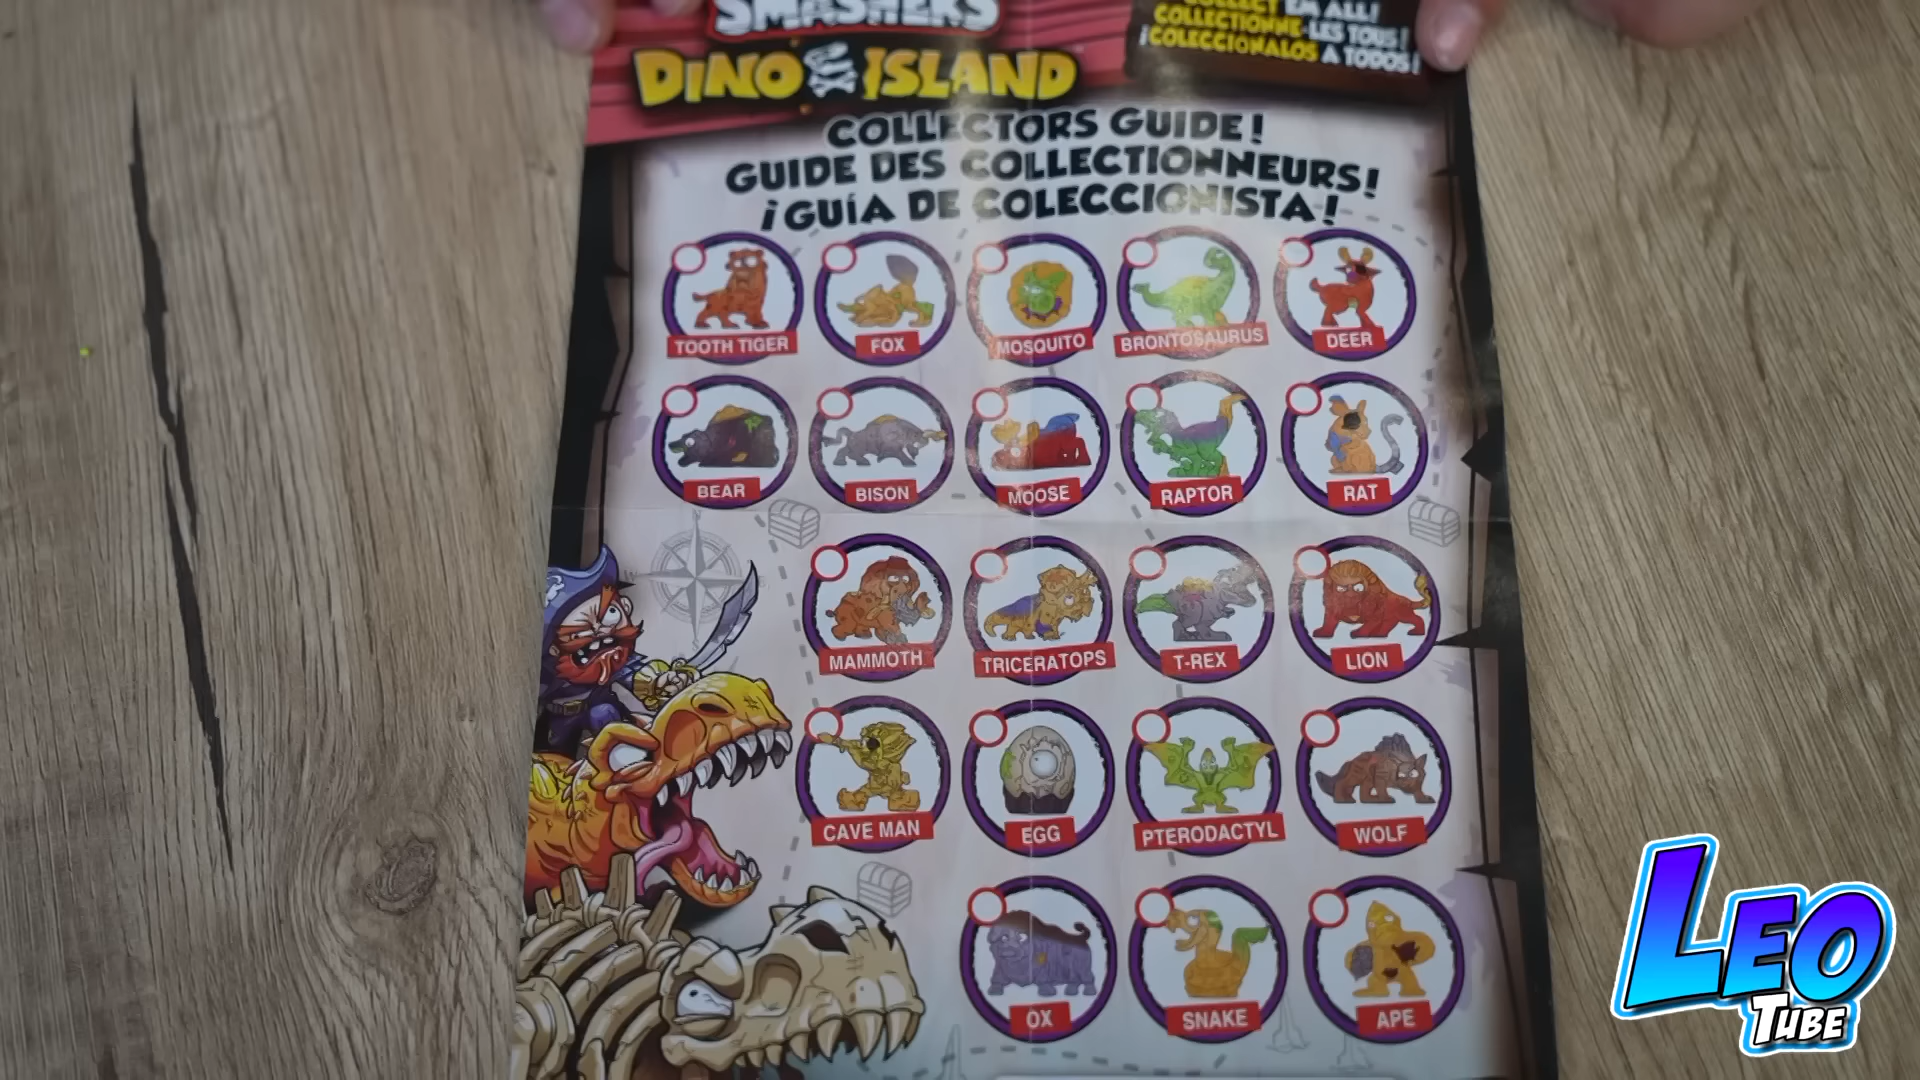 SMASHERS
DINO ISLAND
COLLECT 'EM ALL!
COLLECTIONNE-LES TOUS!
¡COLECCIONALOS A TODOS!
COLLECTORS GUIDE!
GUIDE DES COLLECTIONNEURS!
¡GUÍA DE COLECCIONISTA!
TOOTH TIGER
FOX
MOSQUITO
BRONTOSAURUS
DEER
BEAR
BISON
MOOSE
RAPTOR
RAT
MAMMOTH
TRICERATOPS
T-REX
LION
CAVE MAN
EGG
PTERODACTYL
WOLF
OX
SNAKE
APE
LEO
TUBE